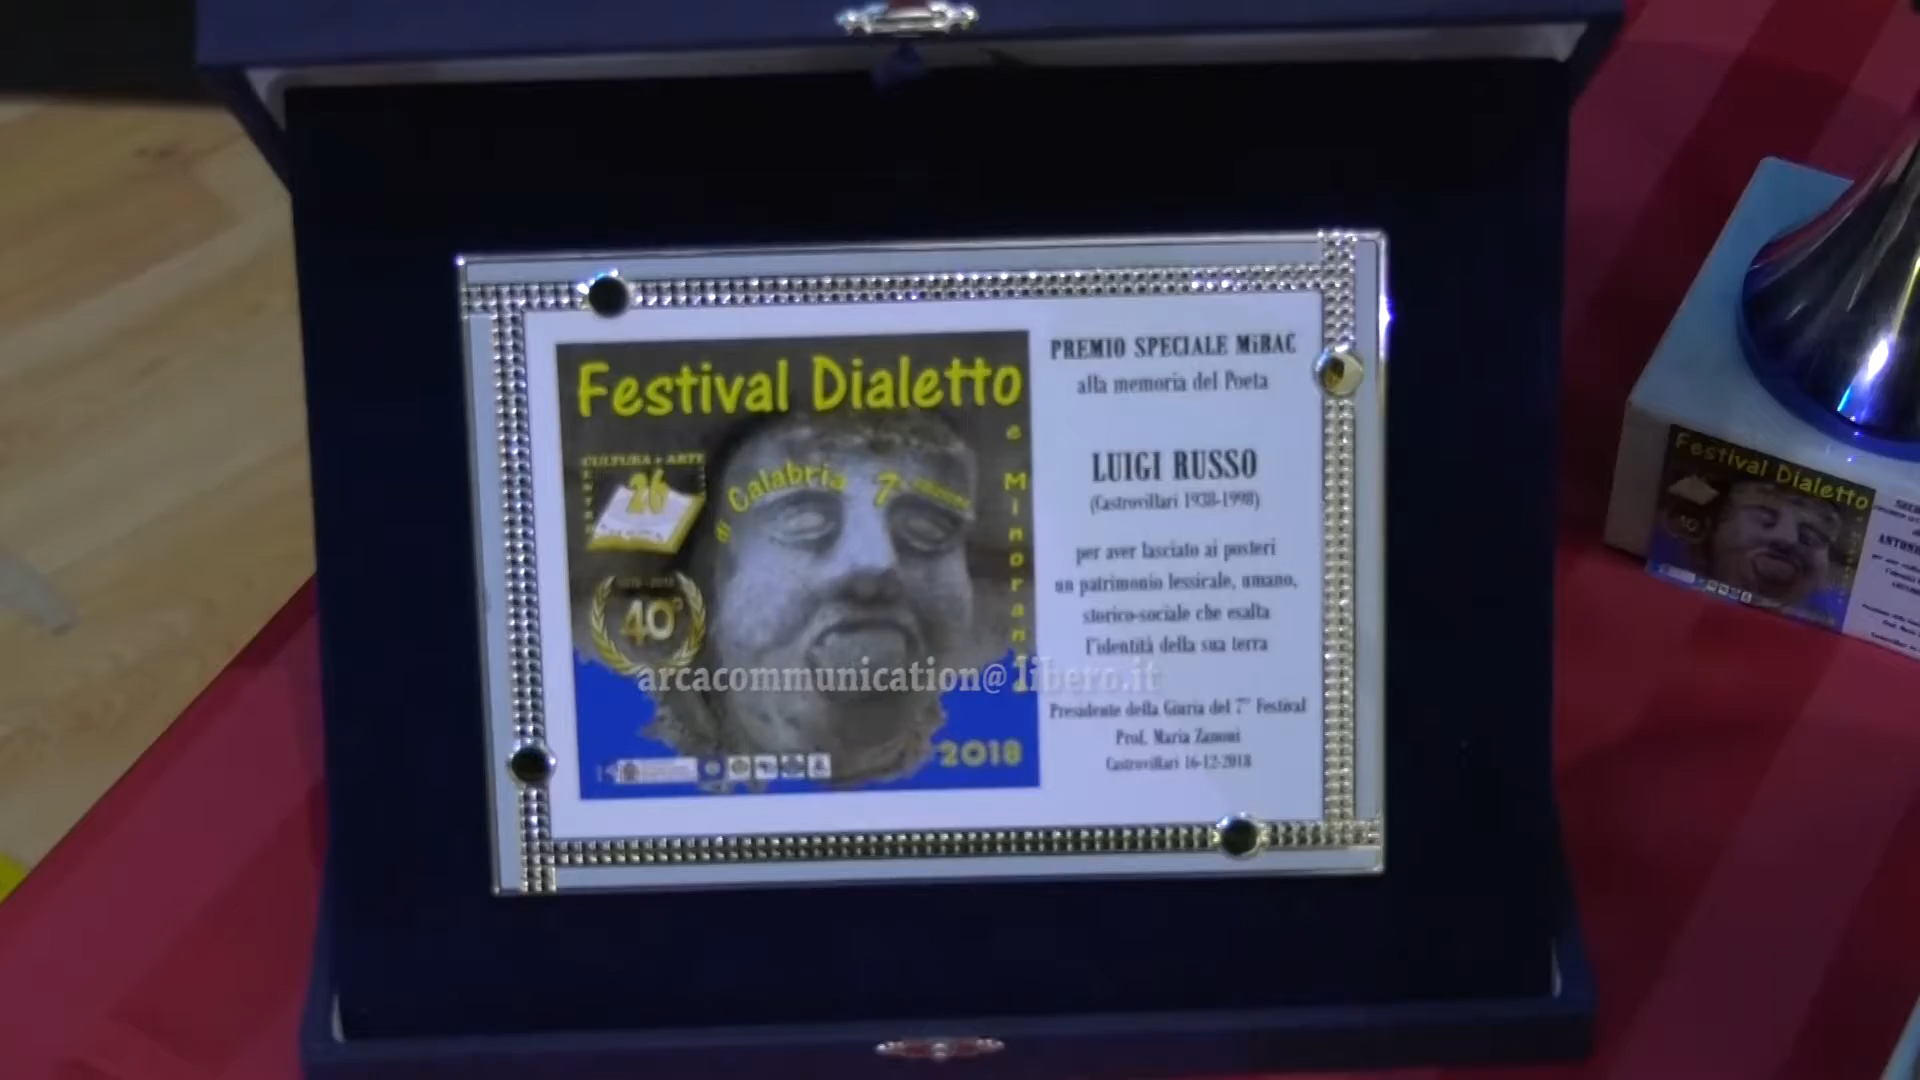 Festival Dialetto
e Minoranze
CULTURA e ARTE
26
di Calabria 7°
40°
2018
PREMIO SPECIALE MiBAC
alla memoria del Poeta
LUIGI RUSSO
(Castrovillari 1938-1998)
per aver lasciato ai posteri
un patrimonio lessicale, umano,
storico-sociale che esalta
l'identità della sua terra
arcacommunication@libero.it
Presidente della Giuria del 7° Festival
Prof. Maria Zanoni
Castrovillari 16-12-2018
Festival Dialetto